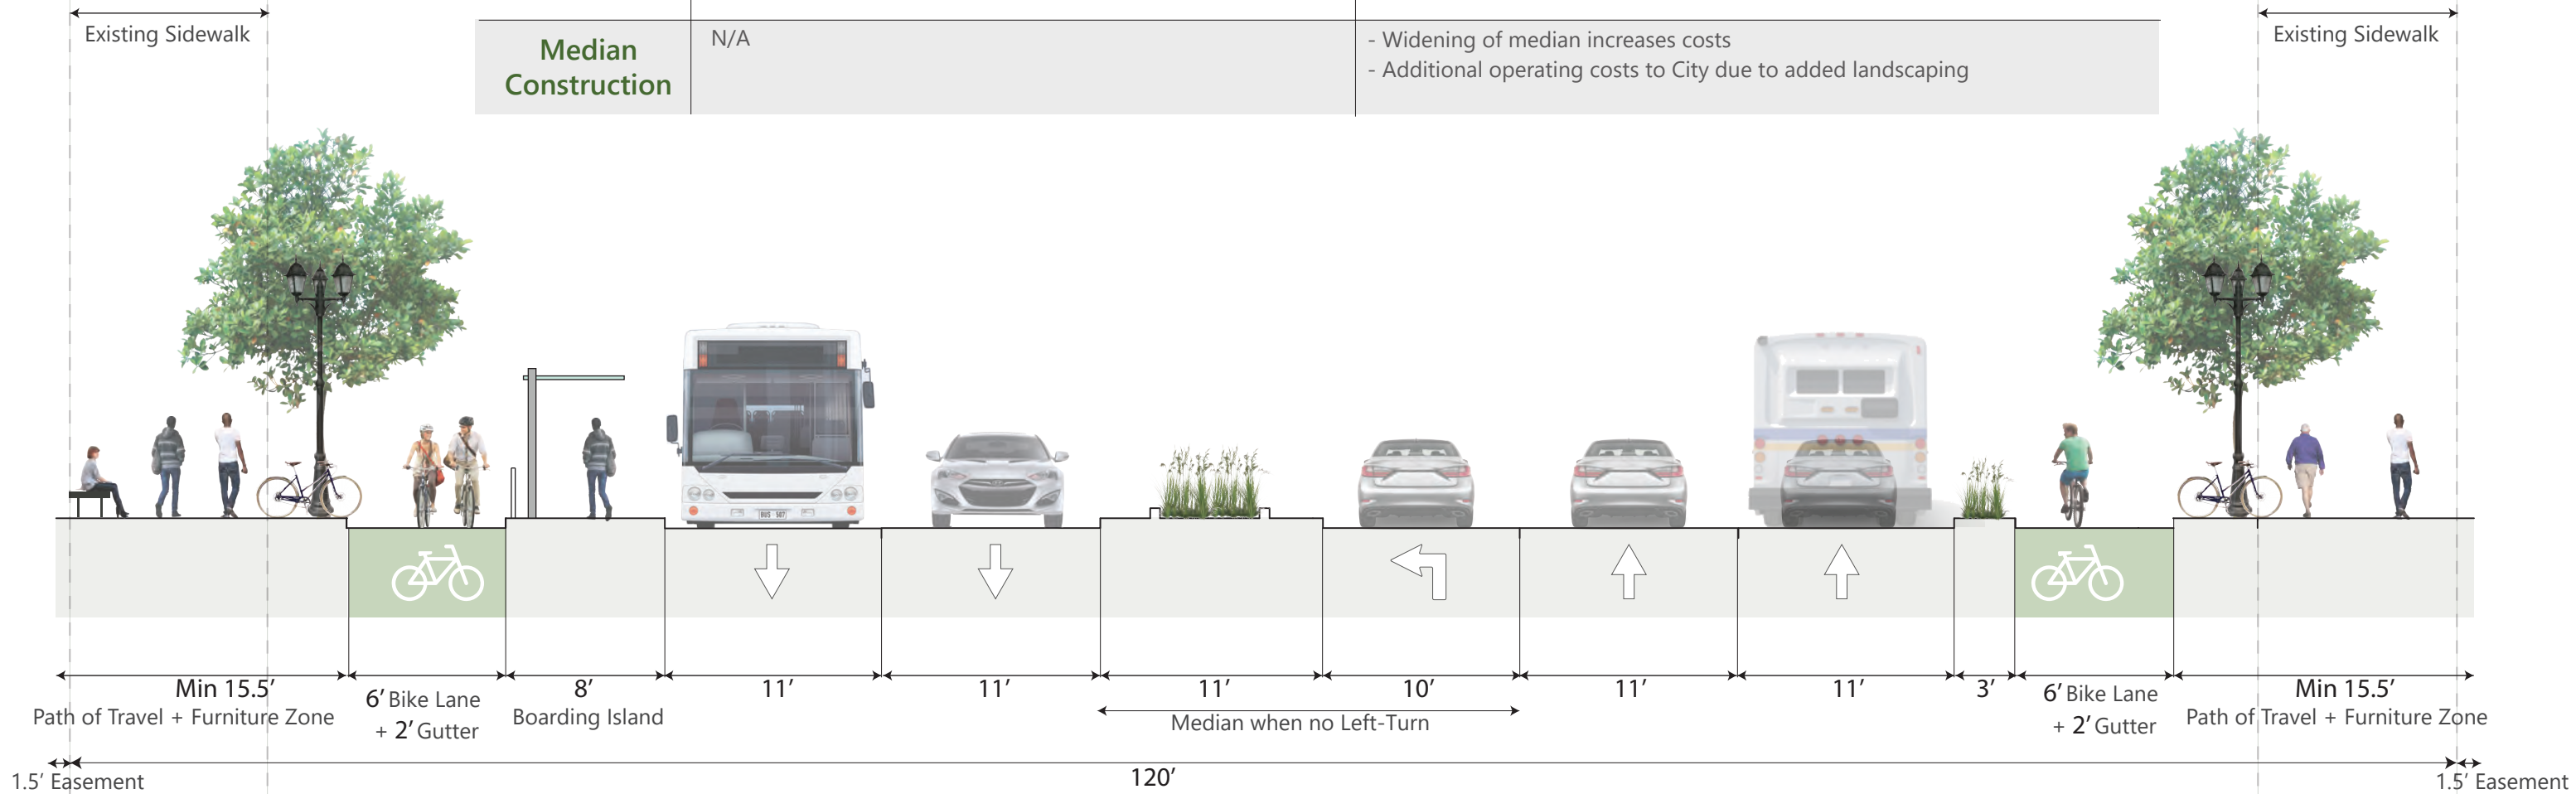 Existing Sidewalk
Median
Construction
N/A
- Widening of median increases costs
- Additional operating costs to City due to added landscaping
Existing Sidewalk
BUS 587
Min 15.5’
Path of Travel + Furniture Zone
6’ Bike Lane
+ 2’ Gutter
8’
Boarding Island
11’
11’
11’
10’
Median when no Left-Turn
11’
11’
3’
6’ Bike Lane
+ 2’ Gutter
Min 15.5’
Path of Travel + Furniture Zone
1.5’ Easement
120’
1.5’ Easement